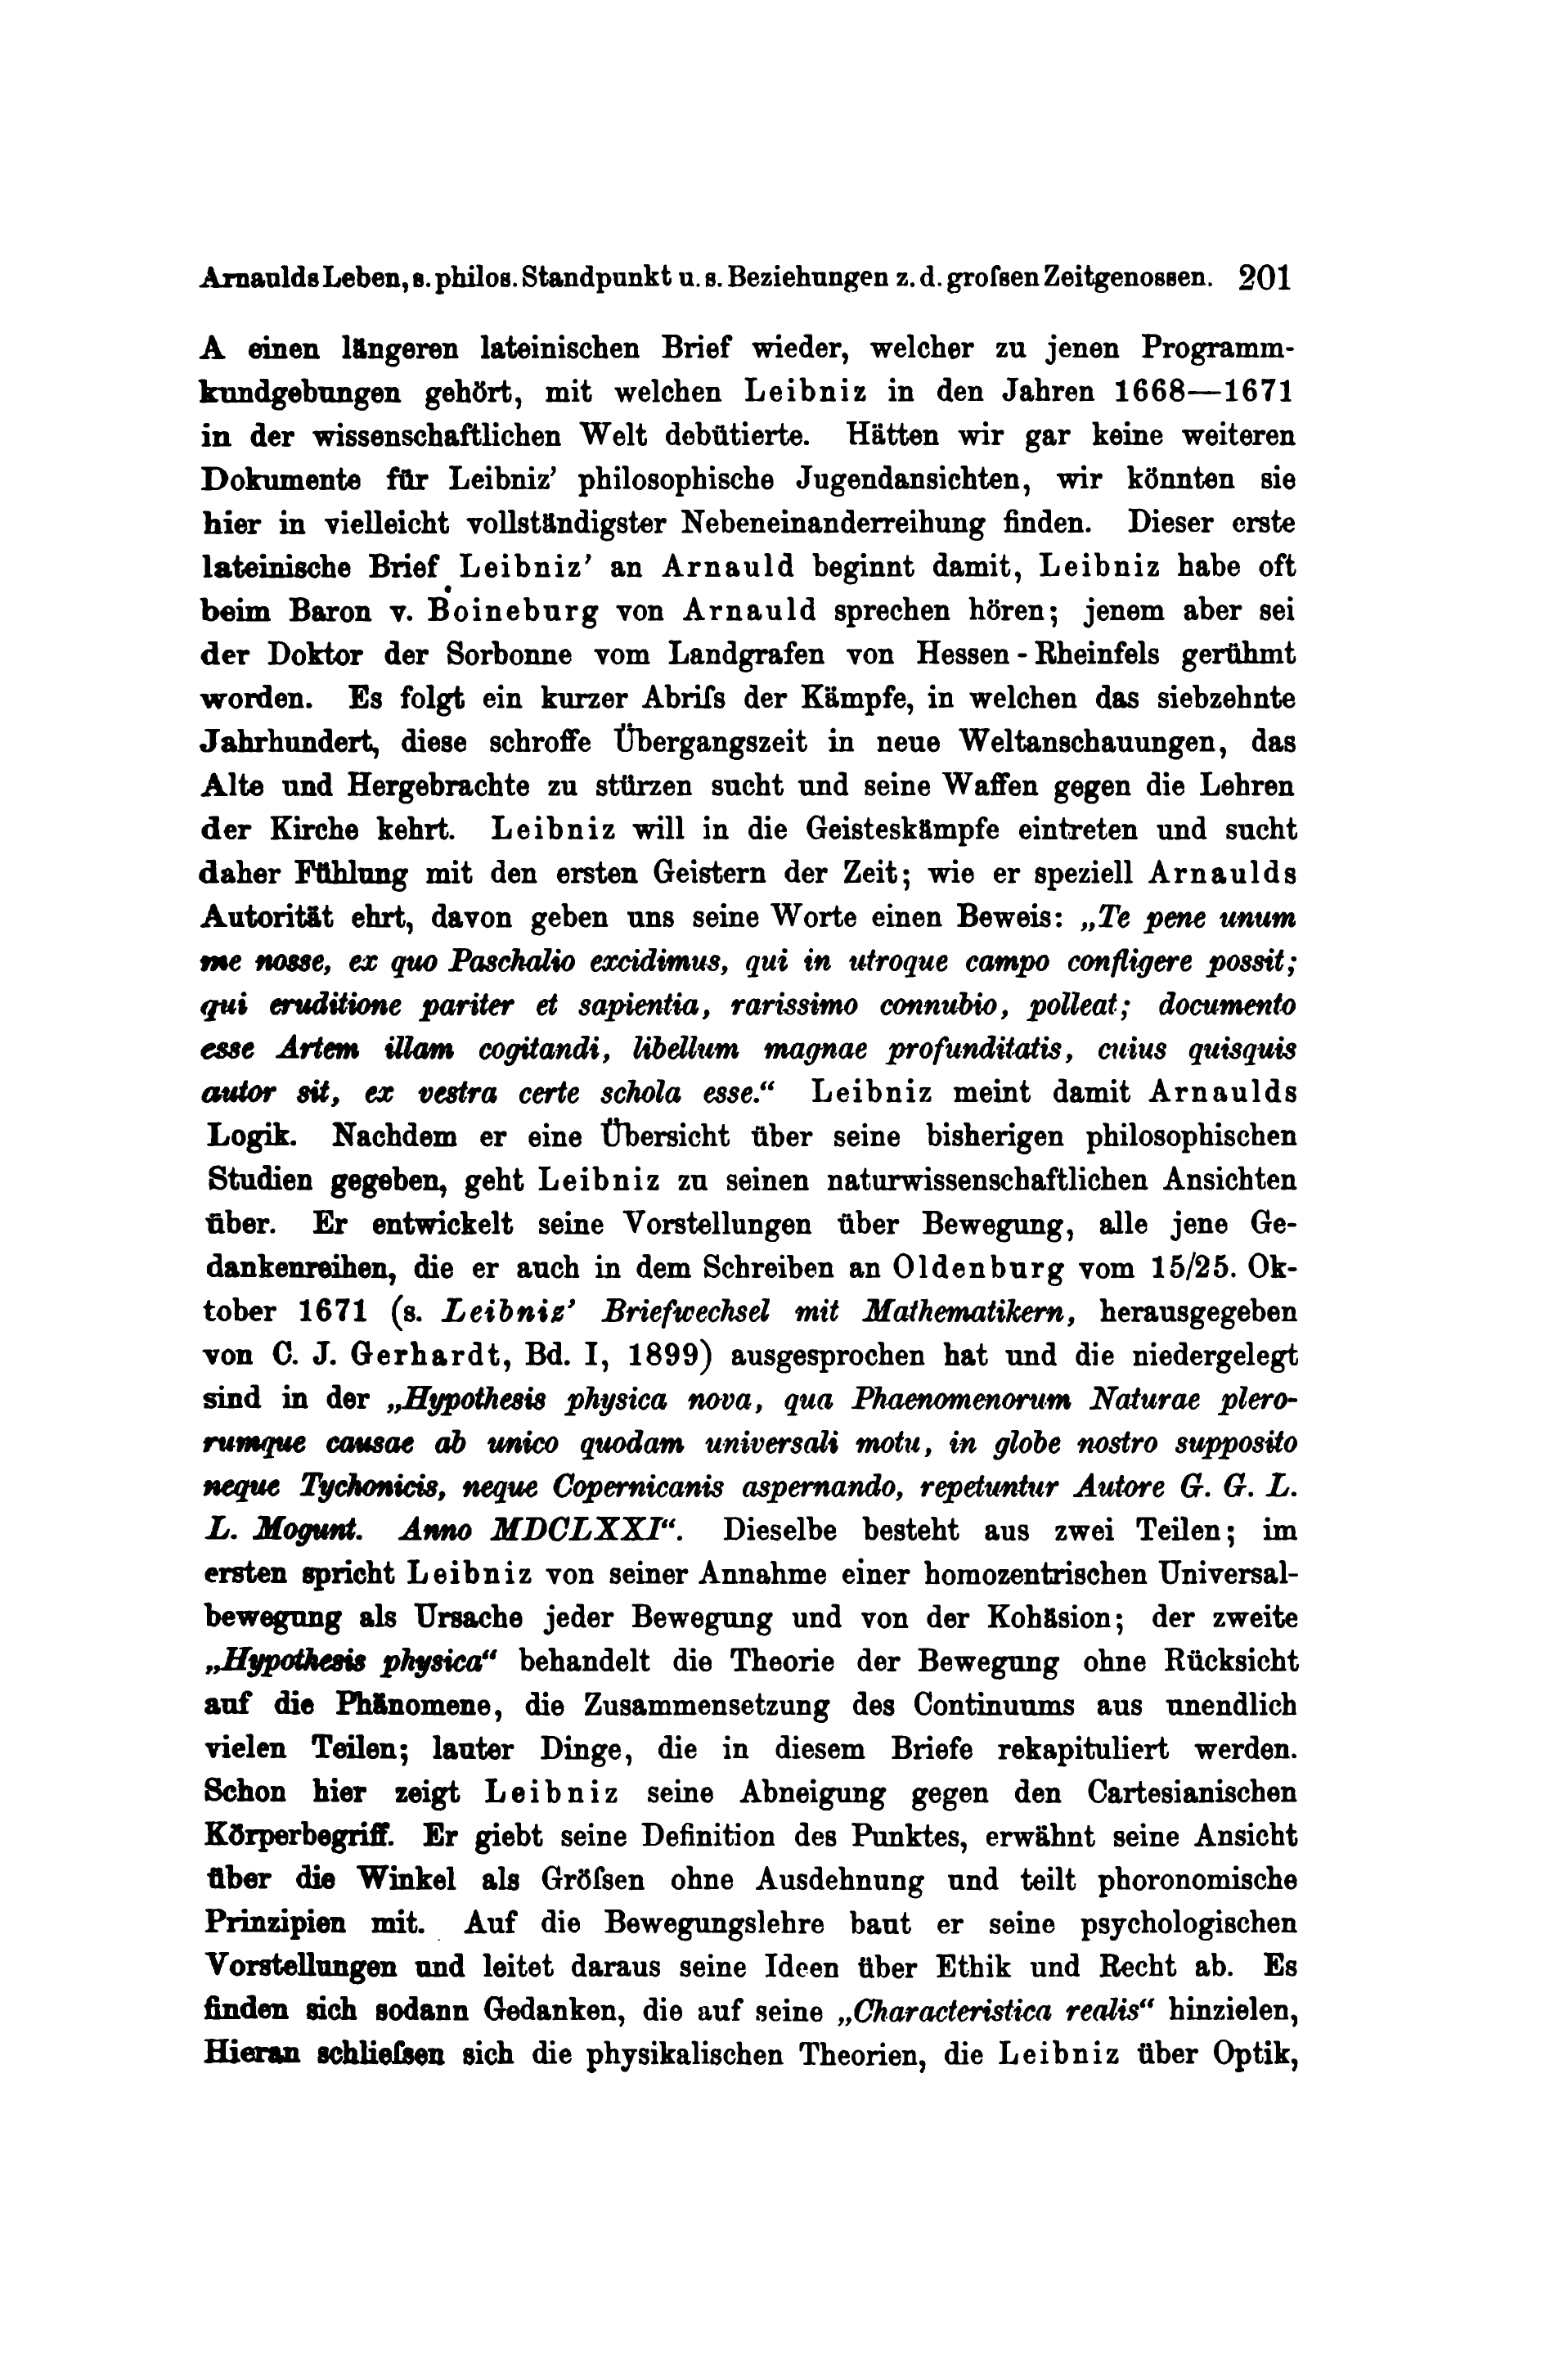 Arnaulds Leben, s. philos. Standpunkt u. s. Beziehungen z. d. groſsen Zeitgenossen. 201
A einen längeren lateinischen Brief wieder, welcher zu jenen Programm-
kundgebungen gehört, mit welchen Leibniz in den Jahren 1668—1671
in der wissenschaftlichen Welt debütierte. Hätten wir gar keine weiteren
Dokumente für Leibniz’ philosophische Jugendansichten, wir könnten sie
hier in vielleicht vollständigster Nebeneinanderreihung finden. Dieser erste
lateinische Brief Leibniz’ an Arnauld beginnt damit, Leibniz habe oft
beim Baron v. Boineburg von Arnauld sprechen hören; jenem aber sei
der Doktor der Sorbonne vom Landgrafen von Hessen-Rheinfels gerühmt
worden. Es folgt ein kurzer Abriſs der Kämpfe, in welchen das siebzehnte
Jahrhundert, diese schroffe Übergangszeit in neue Weltanschauungen, das
Alte und Hergebrachte zu stürzen sucht und seine Waffen gegen die Lehren
der Kirche kehrt. Leibniz will in die Geisteskämpfe eintreten und sucht
daher Fühlung mit den ersten Geistern der Zeit; wie er speziell Arnaulds
Autorität ehrt, davon geben uns seine Worte einen Beweis: „Te pene unum
me nosse, ex quo Paschalio excidimus, qui in utroque campo confligere possit;
qui eruditione pariter et sapientia, rarissimo connubio, polleat; documento
esse Artem illam cogitandi, libellum magnae profunditatis, cuius quisquis
autor sit, ex vestra certe schola esse.“ Leibniz meint damit Arnaulds
Logik. Nachdem er eine Übersicht über seine bisherigen philosophischen
Studien gegeben, geht Leibniz zu seinen naturwissenschaftlichen Ansichten
über. Er entwickelt seine Vorstellungen über Bewegung, alle jene Ge-
dankenreihen, die er auch in dem Schreiben an Oldenburg vom 15/25. Ok-
tober 1671 (s. Leibniz’ Briefwechsel mit Mathematikern, herausgegeben
von C. J. Gerhardt, Bd. I, 1899) ausgesprochen hat und die niedergelegt
sind in der „Hypothesis physica nova, qua Phaenomenorum Naturae plero-
rumque causae ab unico quodam universali motu, in globe nostro supposito
neque Tychonicis, neque Copernicanis aspernando, repetuntur Autore G. G. L.
L. Mogunt. Anno MDCLXXI“. Dieselbe besteht aus zwei Teilen; im
ersten spricht Leibniz von seiner Annahme einer homozentrischen Universal-
bewegung als Ursache jeder Bewegung und von der Kohäsion; der zweite
„Hypothesis physica“ behandelt die Theorie der Bewegung ohne Rücksicht
auf die Phänomene, die Zusammensetzung des Continuums aus unendlich
vielen Teilen; lauter Dinge, die in diesem Briefe rekapituliert werden.
Schon hier zeigt Leibniz seine Abneigung gegen den Cartesianischen
Körperbegriff. Er giebt seine Definition des Punktes, erwähnt seine Ansicht
über die Winkel als Gröſsen ohne Ausdehnung und teilt phoronomische
Prinzipien mit. Auf die Bewegungslehre baut er seine psychologischen
Vorstellungen und leitet daraus seine Ideen über Ethik und Recht ab. Es
finden sich sodann Gedanken, die auf seine „Characteristica realis“ hinzielen,
Hieran schlieſsen sich die physikalischen Theorien, die Leibniz über Optik,